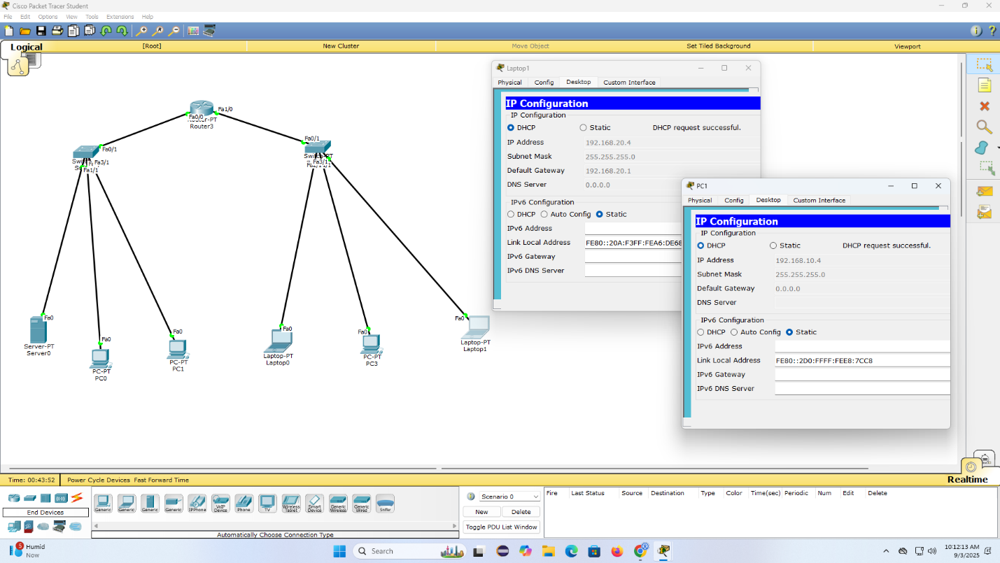 Cisco Packet Tracer Student
File Edit Options View Tools Extensions Help
Logical [Root] New Cluster Move Object Set Tiled Background Viewport
Fa1/0
Fa0/0
Router3
Fa0/1
Fa3/1
Fa1/1
Fa0/1
Fa3/1
Fa0
Server-PT
Server0
Fa0
PC-PT
PC0
Fa0
PC-PT
PC1
Fa0
Laptop-PT
Laptop0
Fa0
PC-PT
PC3
Fa0
Laptop-PT
Laptop1
Laptop1
Physical Config Desktop Custom Interface
IP Configuration
IP Configuration
DHCP Static DHCP request successful.
IP Address 192.168.20.4
Subnet Mask 255.255.255.0
Default Gateway 192.168.20.1
DNS Server 0.0.0.0
IPv6 Configuration
DHCP Auto Config Static
IPv6 Address
Link Local Address FE80::20A:F3FF:FEA6:DE68
IPv6 Gateway
IPv6 DNS Server
PC1
Physical Config Desktop Custom Interface
IP Configuration
IP Configuration
DHCP Static DHCP request successful.
IP Address 192.168.10.4
Subnet Mask 255.255.255.0
Default Gateway 0.0.0.0
DNS Server
IPv6 Configuration
DHCP Auto Config Static
IPv6 Address
Link Local Address FE80::2D0:FFFF:FEE8:7CC8
IPv6 Gateway
IPv6 DNS Server
Time: 00:43:52 Power Cycle Devices Fast Forward Time
Realtime
End Devices
Generic Generic Generic Generic IPPhone VoIP Device Phone TV Wireless Tablet Smart Device Generic Wireless Generic Wired Sniffer
Automatically Choose Connection Type
Scenario 0
New Delete
Toggle PDU List Window
Fire Last Status Source Destination Type Color Time(sec) Periodic Num Edit Delete
5
Humid
Now
Search
10:12:13 AM
9/3/2025